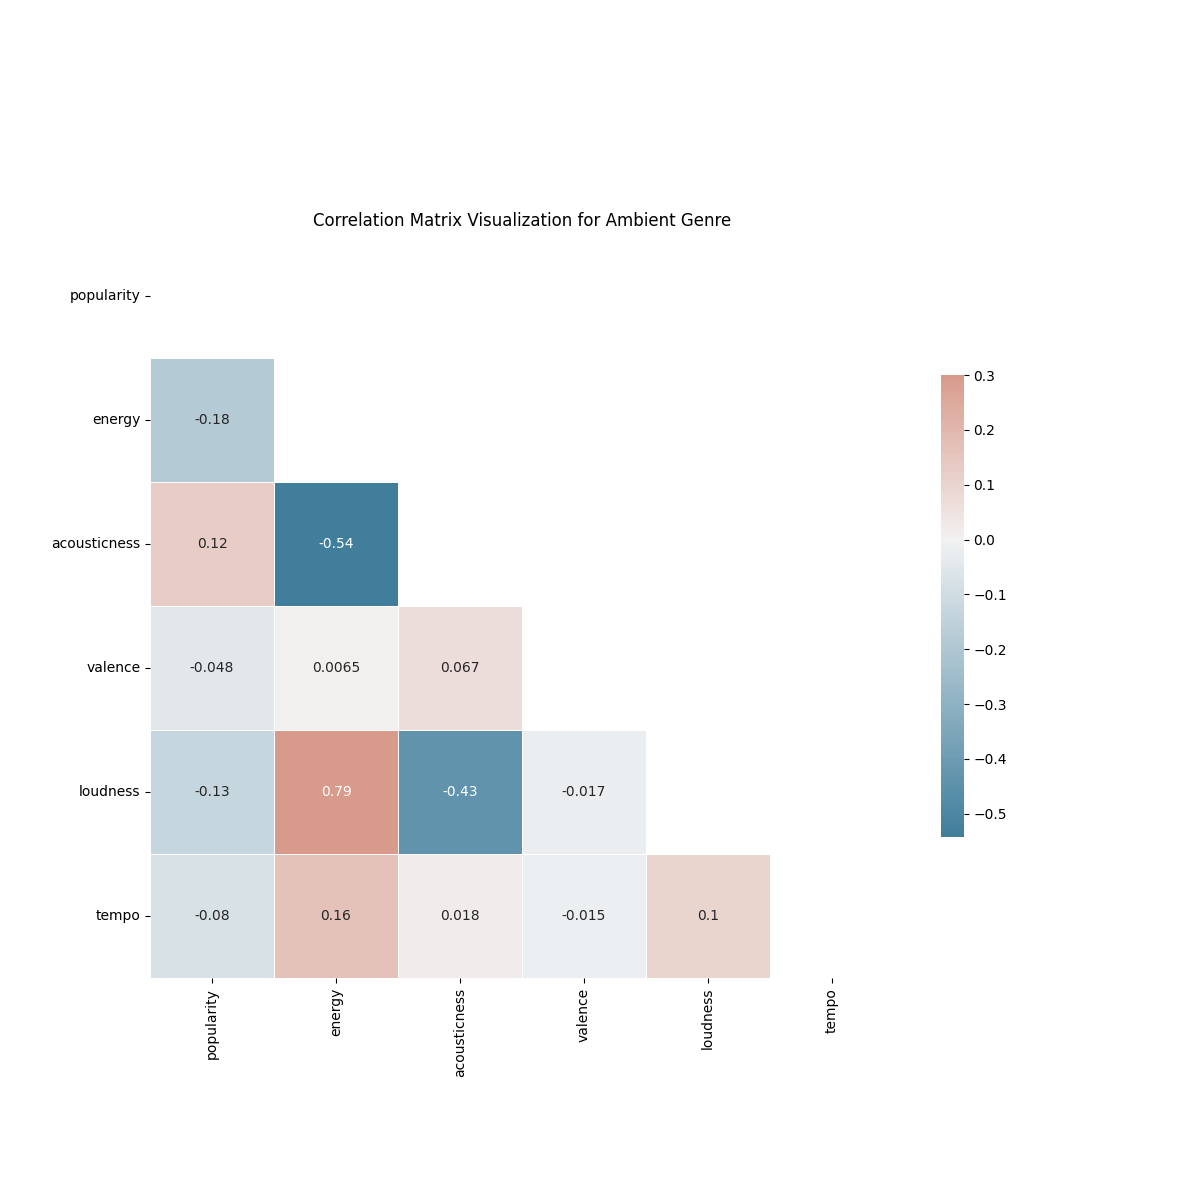 Correlation Matrix Visualization for Ambient Genre
popularity
energy -0.18
acousticness 0.12 -0.54
valence -0.048 0.0065 0.067
loudness -0.13 0.79 -0.43 -0.017
tempo -0.08 0.16 0.018 -0.015 0.1
popularity energy acousticness valence loudness tempo
0.3
0.2
0.1
0.0
−0.1
−0.2
−0.3
−0.4
−0.5